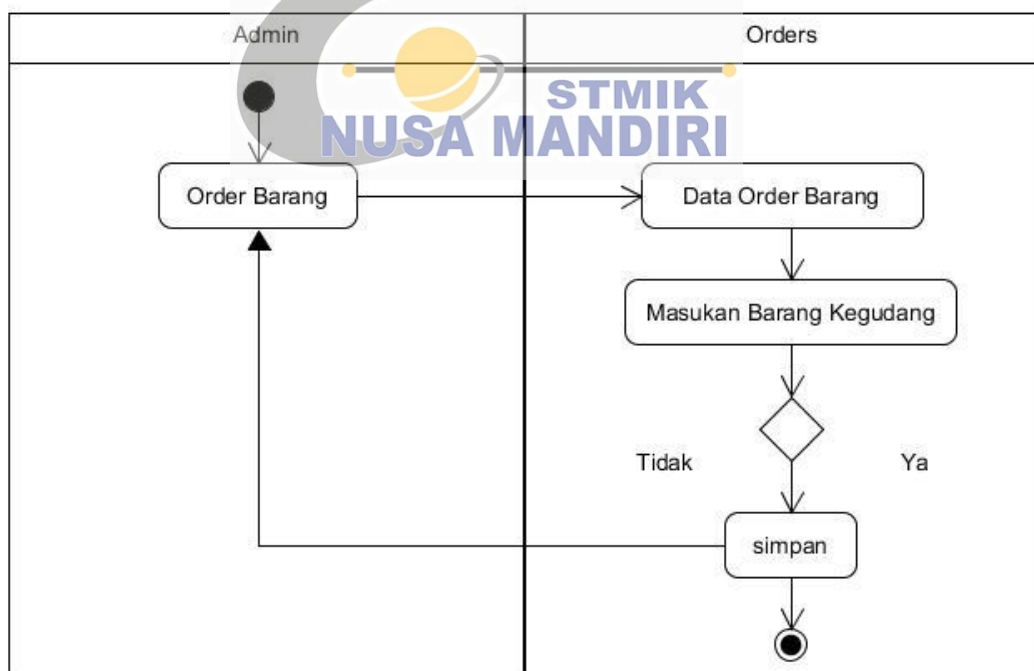 Admin
Orders
STMIK
NUSA MANDIRI
Order Barang
Data Order Barang
Masukan Barang Kegudang
Tidak
Ya
simpan